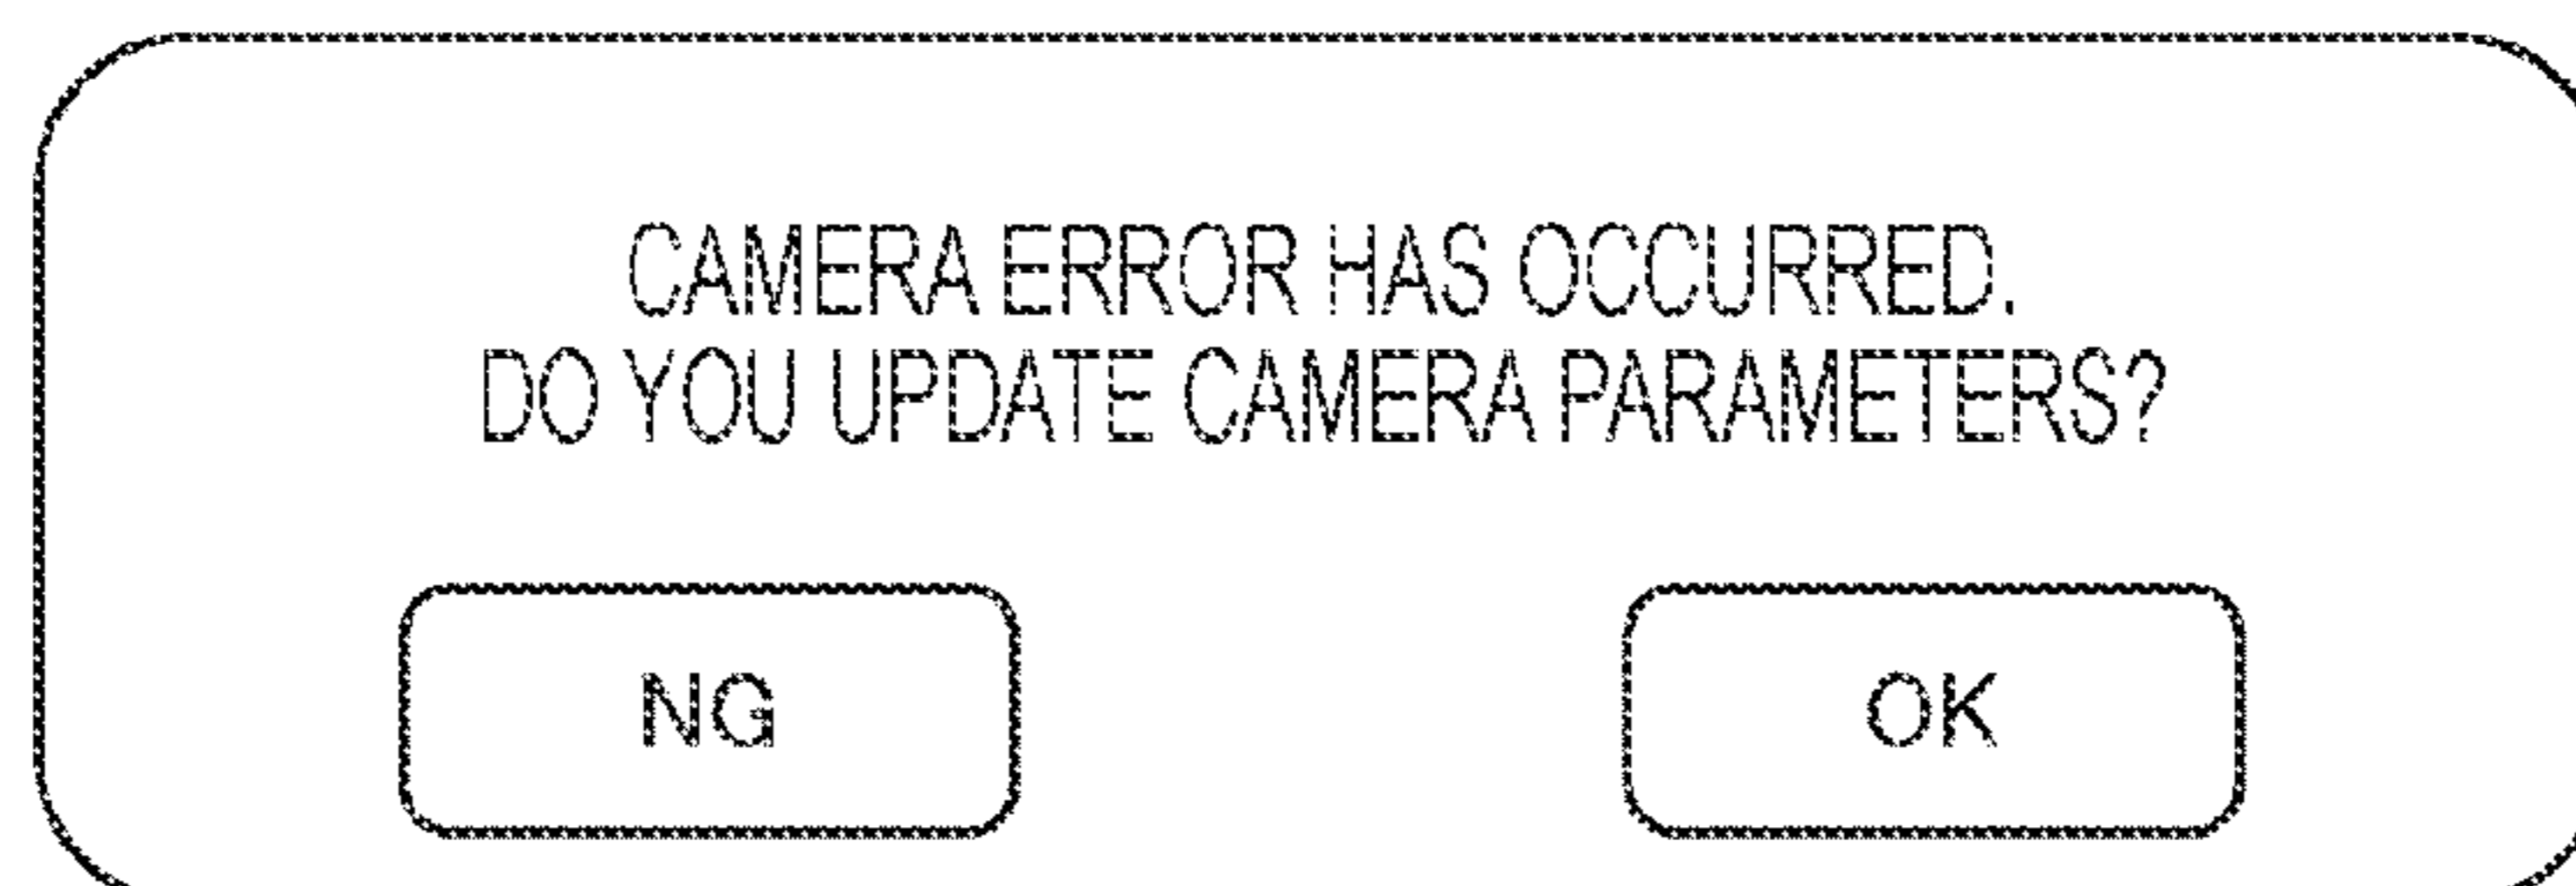 CAMERA ERROR HAS OCCURRED.
DO YOU UPDATE CAMERA PARAMETERS?
NG
OK